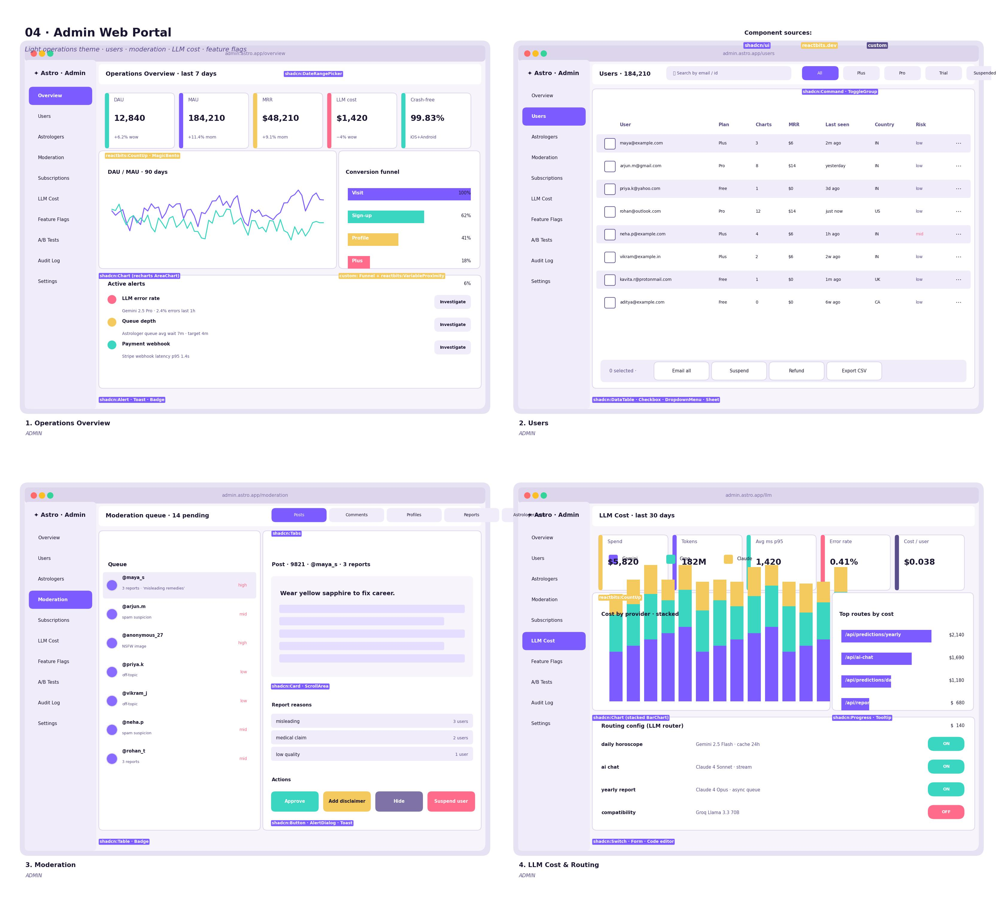 04 · Admin Web Portal
Light operations theme · users · moderation · LLM cost · feature flags
Component sources:
shadcn/ui reactbits.dev custom
admin.astro.app/overview
✦ Astro · Admin
Overview
Users
Astrologers
Moderation
Subscriptions
LLM Cost
Feature Flags
A/B Tests
Audit Log
Settings
Operations Overview · last 7 days
shadcn:DateRangePicker
DAU
12,840
+6.2% wow
MAU
184,210
+11.4% mom
MRR
$48,210
+9.1% mom
LLM cost
$1,420
−4% wow
Crash-free
99.83%
iOS+Android
reactbits:CountUp · MagicBento
DAU / MAU · 90 days
Conversion funnel
Visit 100%
Sign-up 62%
Profile 41%
Plus 18%
6%
shadcn:Chart (recharts AreaChart)
custom: Funnel + reactbits:VariableProximity
Active alerts
LLM error rate
Gemini 2.5 Pro · 2.4% errors last 1h
Investigate
Queue depth
Astrologer queue avg wait 7m · target 4m
Investigate
Payment webhook
Stripe webhook latency p95 1.4s
Investigate
shadcn:Alert · Toast · Badge
1. Operations Overview
ADMIN
admin.astro.app/users
✦ Astro · Admin
Overview
Users
Astrologers
Moderation
Subscriptions
LLM Cost
Feature Flags
A/B Tests
Audit Log
Settings
Users · 184,210
Search by email / id
All Plus Pro Trial Suspended
shadcn:Command · ToggleGroup
User Plan Charts MRR Last seen Country Risk
maya@example.com Plus 3 $6 2m ago IN low ⋯
arjun.m@gmail.com Pro 8 $14 yesterday IN low ⋯
priya.k@yahoo.com Free 1 $0 3d ago IN low ⋯
rohan@outlook.com Pro 12 $14 just now US low ⋯
neha.p@example.com Plus 4 $6 1h ago IN mid ⋯
vikram@example.in Plus 2 $6 2w ago IN low ⋯
kavita.r@protonmail.com Free 1 $0 1m ago UK low ⋯
aditya@example.com Free 0 $0 6w ago CA low ⋯
0 selected · Email all Suspend Refund Export CSV
shadcn:DataTable · Checkbox · DropdownMenu · Sheet
2. Users
ADMIN
admin.astro.app/moderation
✦ Astro · Admin
Overview
Users
Astrologers
Moderation
Subscriptions
LLM Cost
Feature Flags
A/B Tests
Audit Log
Settings
Moderation queue · 14 pending
Posts Comments Profiles Reports Astrologer
shadcn:Tabs
Queue
@maya_s
3 reports · 'misleading remedies'
high
@arjun.m
spam suspicion
mid
@anonymous_27
NSFW image
high
@priya.k
off-topic
low
@vikram_j
off-topic
low
@neha.p
spam suspicion
mid
@rohan_t
3 reports
mid
Post · 9821 · @maya_s · 3 reports
Wear yellow sapphire to fix career.
shadcn:Card · ScrollArea
Report reasons
misleading 3 users
medical claim 2 users
low quality 1 user
Actions
Approve Add disclaimer Hide Suspend user
shadcn:Button · AlertDialog · Toast
shadcn:Table · Badge
3. Moderation
ADMIN
admin.astro.app/llm
✦ Astro · Admin
Overview
Users
Astrologers
Moderation
Subscriptions
LLM Cost
Feature Flags
A/B Tests
Audit Log
Settings
LLM Cost · last 30 days
Spend
$5,820
Tokens
182M
Avg ms p95
1,420
Error rate
0.41%
Cost / user
$0.038
Gemini Groq Claude
reactbits:CountUp
Cost by provider · stacked
Top routes by cost
/api/predictions/yearly $2,140
/api/ai-chat $1,690
/api/predictions/da $1,180
/api/repor $ 680
$ 140
shadcn:Chart (stacked BarChart)
shadcn:Progress · Tooltip
Routing config (LLM router)
daily horoscope Gemini 2.5 Flash · cache 24h ON
ai chat Claude 4 Sonnet · stream ON
yearly report Claude 4 Opus · async queue ON
compatibility Groq Llama 3.3 70B OFF
shadcn:Switch · Form · Code editor
4. LLM Cost & Routing
ADMIN